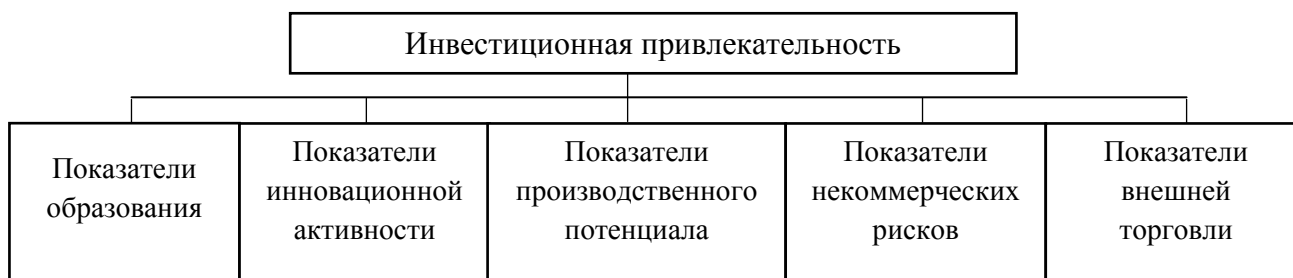 Инвестиционная привлекательность
Показатели
образования
Показатели
инновационной
активности
Показатели
производственного
потенциала
Показатели
некоммерческих
рисков
Показатели
внешней
торговли